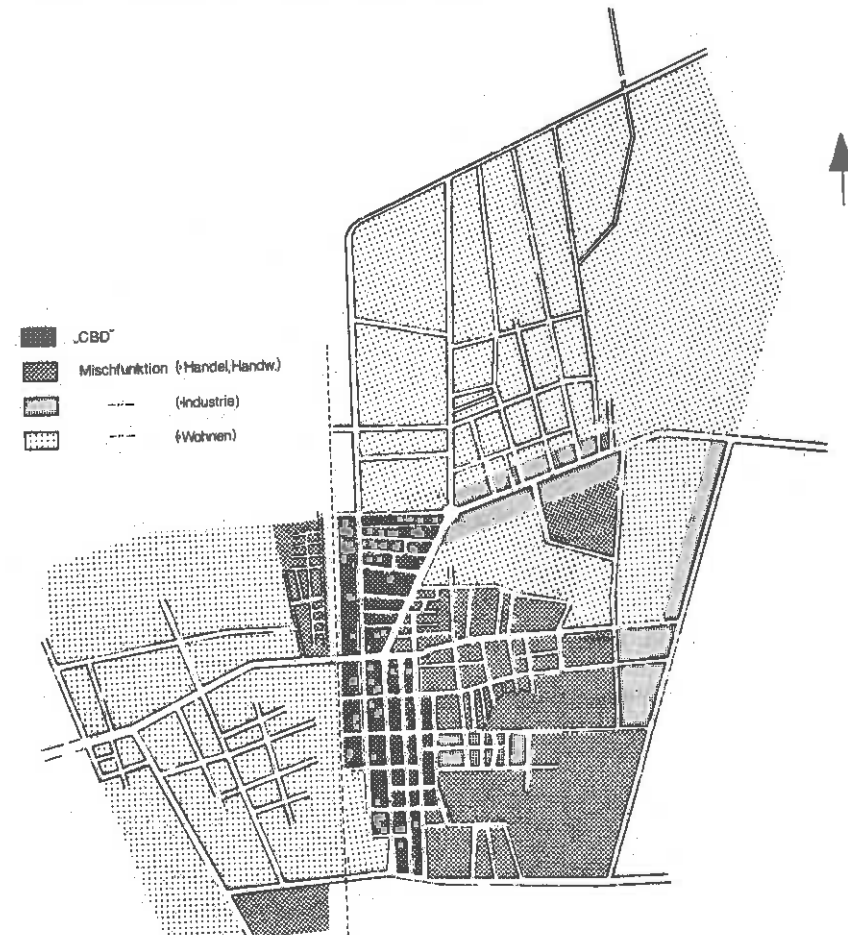 „CBD"
Mischfunktion (+Handel,Handw.)
—..— (+Industrie)
—..— (+Wohnen)